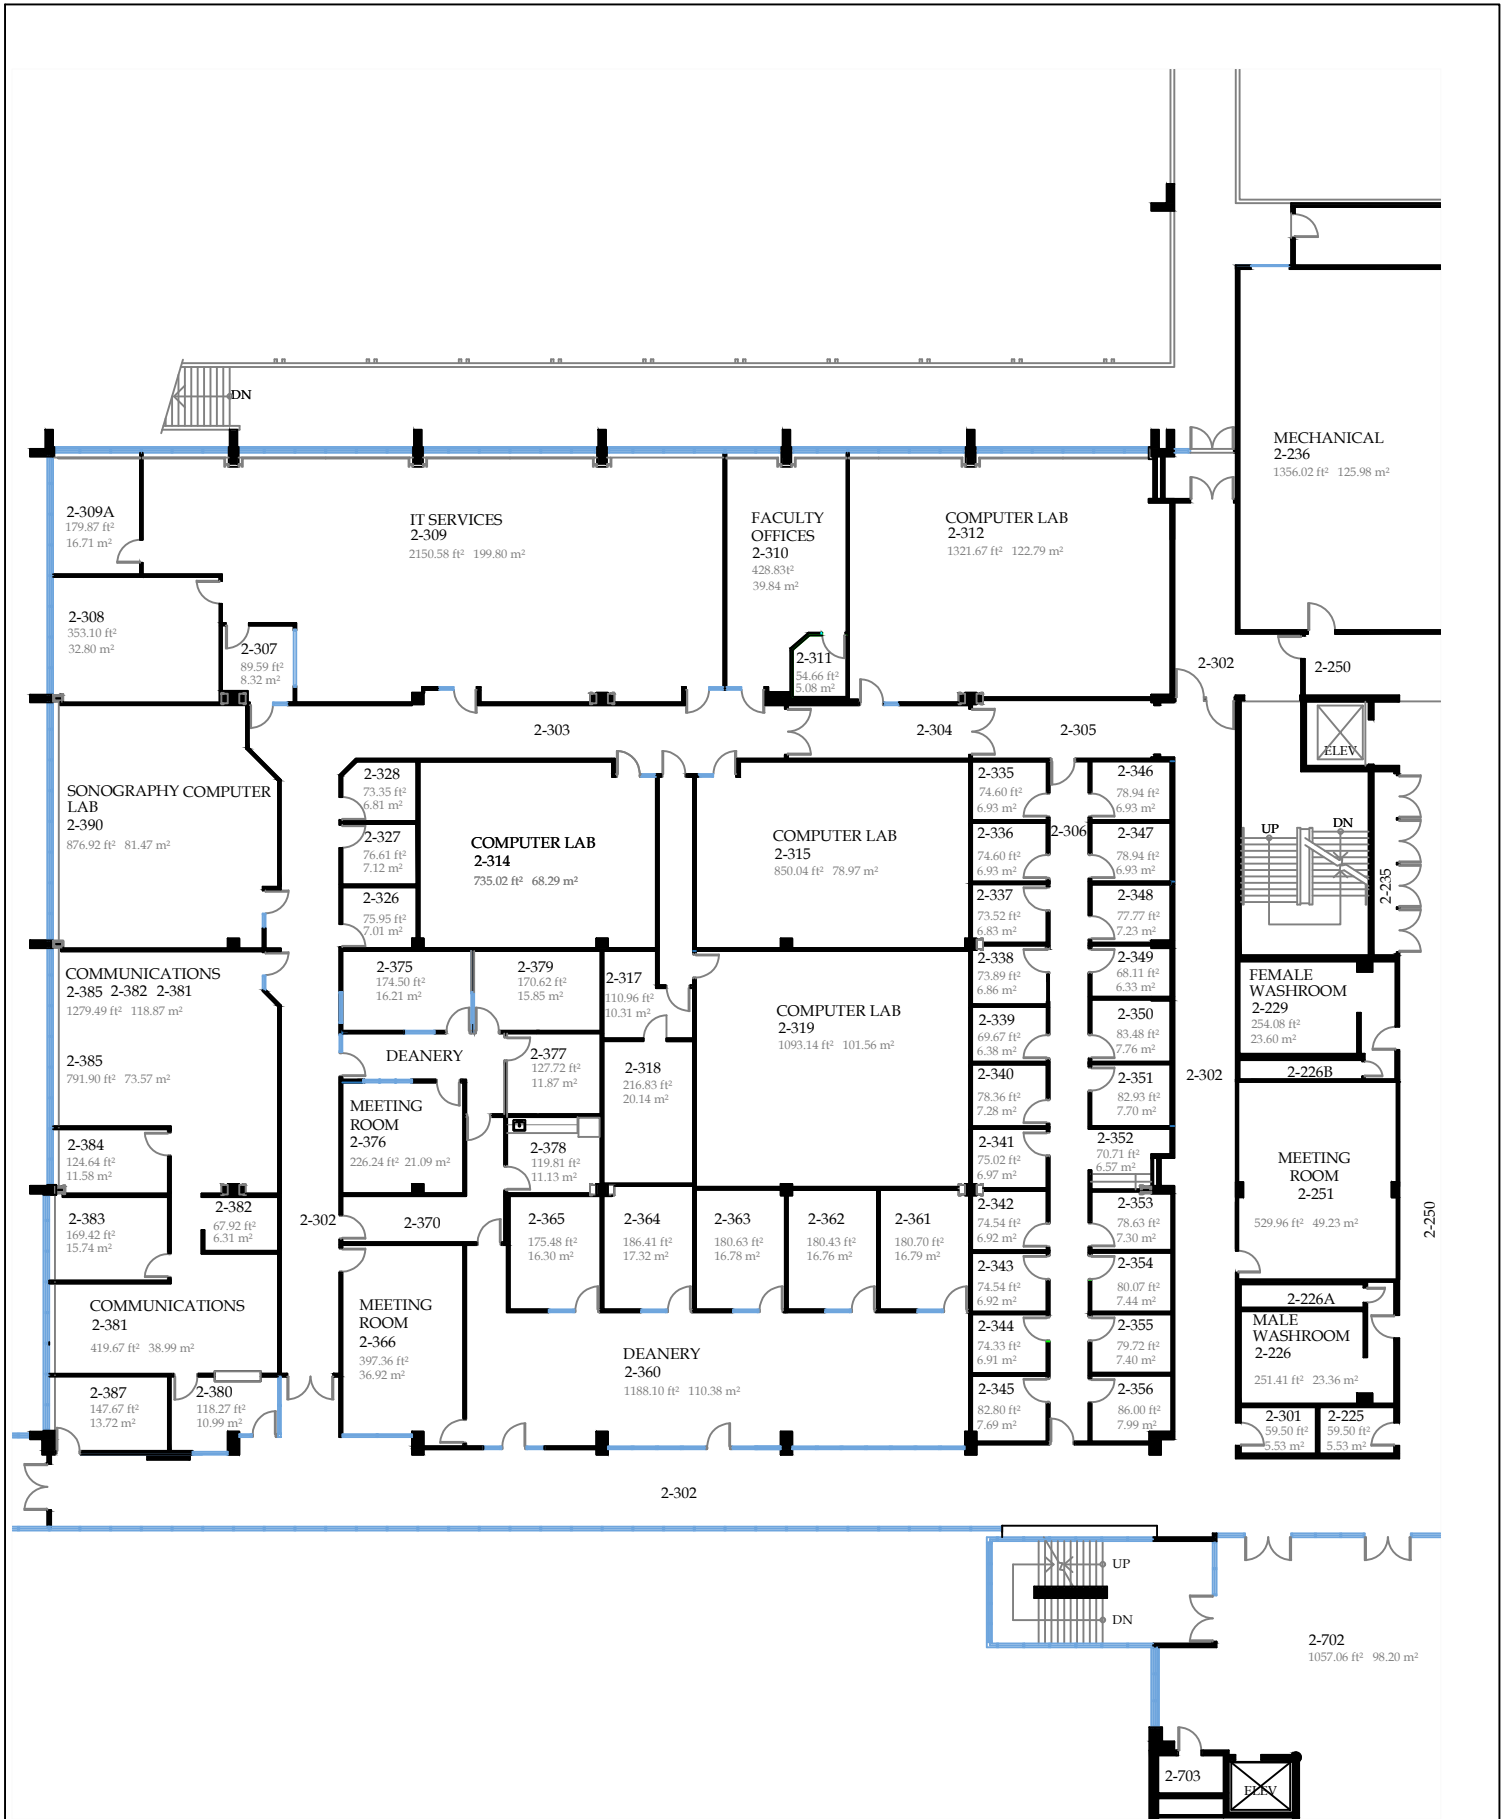 DN
MECHANICAL
2-236
1356.02 ft² 125.98 m²
2-309A
179.87 ft²
16.71 m²
IT SERVICES
2-309
2150.58 ft² 199.80 m²
FACULTY
OFFICES
2-310
428.83t²
39.84 m²
COMPUTER LAB
2-312
1321.67 ft² 122.79 m²
2-308
353.10 ft²
32.80 m²
2-307
89.59 ft²
8.32 m²
2-311
54.66 ft²
5.08 m²
2-302
2-250
2-303
2-304
2-305
ELEV
SONOGRAPHY COMPUTER
LAB
2-390
876.92 ft² 81.47 m²
2-328
73.35 ft²
6.81 m²
2-327
76.61 ft²
7.12 m²
2-326
75.95 ft²
7.01 m²
COMPUTER LAB
2-314
735.02 ft² 68.29 m²
COMPUTER LAB
2-315
850.04 ft² 78.97 m²
2-335
74.60 ft²
6.93 m²
2-336
74.60 ft²
6.93 m²
2-337
73.52 ft²
6.83 m²
2-338
73.89 ft²
6.86 m²
2-339
69.67 ft²
6.38 m²
2-340
78.36 ft²
7.28 m²
2-341
75.02 ft²
6.97 m²
2-342
74.54 ft²
6.92 m²
2-343
74.54 ft²
6.92 m²
2-344
74.33 ft²
6.91 m²
2-345
82.80 ft²
7.69 m²
2-306
2-346
78.94 ft²
6.93 m²
2-347
78.94 ft²
6.93 m²
2-348
77.77 ft²
7.23 m²
2-349
68.11 ft²
6.33 m²
2-350
83.48 ft²
7.76 m²
2-351
82.93 ft²
7.70 m²
2-352
70.71 ft²
6.57 m²
2-353
78.63 ft²
7.30 m²
2-354
80.07 ft²
7.44 m²
2-355
79.72 ft²
7.40 m²
2-356
86.00 ft²
7.99 m²
UP
DN
2-235
COMMUNICATIONS
2-385 2-382 2-381
1279.49 ft² 118.87 m²
2-385
791.90 ft² 73.57 m²
2-384
124.64 ft²
11.58 m²
2-383
169.42 ft²
15.74 m²
2-382
67.92 ft²
6.31 m²
COMMUNICATIONS
2-381
419.67 ft² 38.99 m²
2-387
147.67 ft²
13.72 m²
2-380
118.27 ft²
10.99 m²
2-302
2-375
174.50 ft²
16.21 m²
2-379
170.62 ft²
15.85 m²
2-317
110.96 ft²
10.31 m²
DEANERY
2-377
127.72 ft²
11.87 m²
2-318
216.83 ft²
20.14 m²
COMPUTER LAB
2-319
1093.14 ft² 101.56 m²
MEETING
ROOM
2-376
226.24 ft² 21.09 m²
2-378
119.81 ft²
11.13 m²
2-370
2-365
175.48 ft²
16.30 m²
2-364
186.41 ft²
17.32 m²
2-363
180.63 ft²
16.78 m²
2-362
180.43 ft²
16.76 m²
2-361
180.70 ft²
16.79 m²
MEETING
ROOM
2-366
397.36 ft²
36.92 m²
DEANERY
2-360
1188.10 ft² 110.38 m²
2-302
FEMALE
WASHROOM
2-229
254.08 ft²
23.60 m²
2-226B
MEETING
ROOM
2-251
529.96 ft² 49.23 m²
2-250
2-226A
MALE
WASHROOM
2-226
251.41 ft² 23.36 m²
2-301
59.50 ft²
5.53 m²
2-225
59.50 ft²
5.53 m²
2-302
UP
DN
2-702
1057.06 ft² 98.20 m²
2-703
ELEV